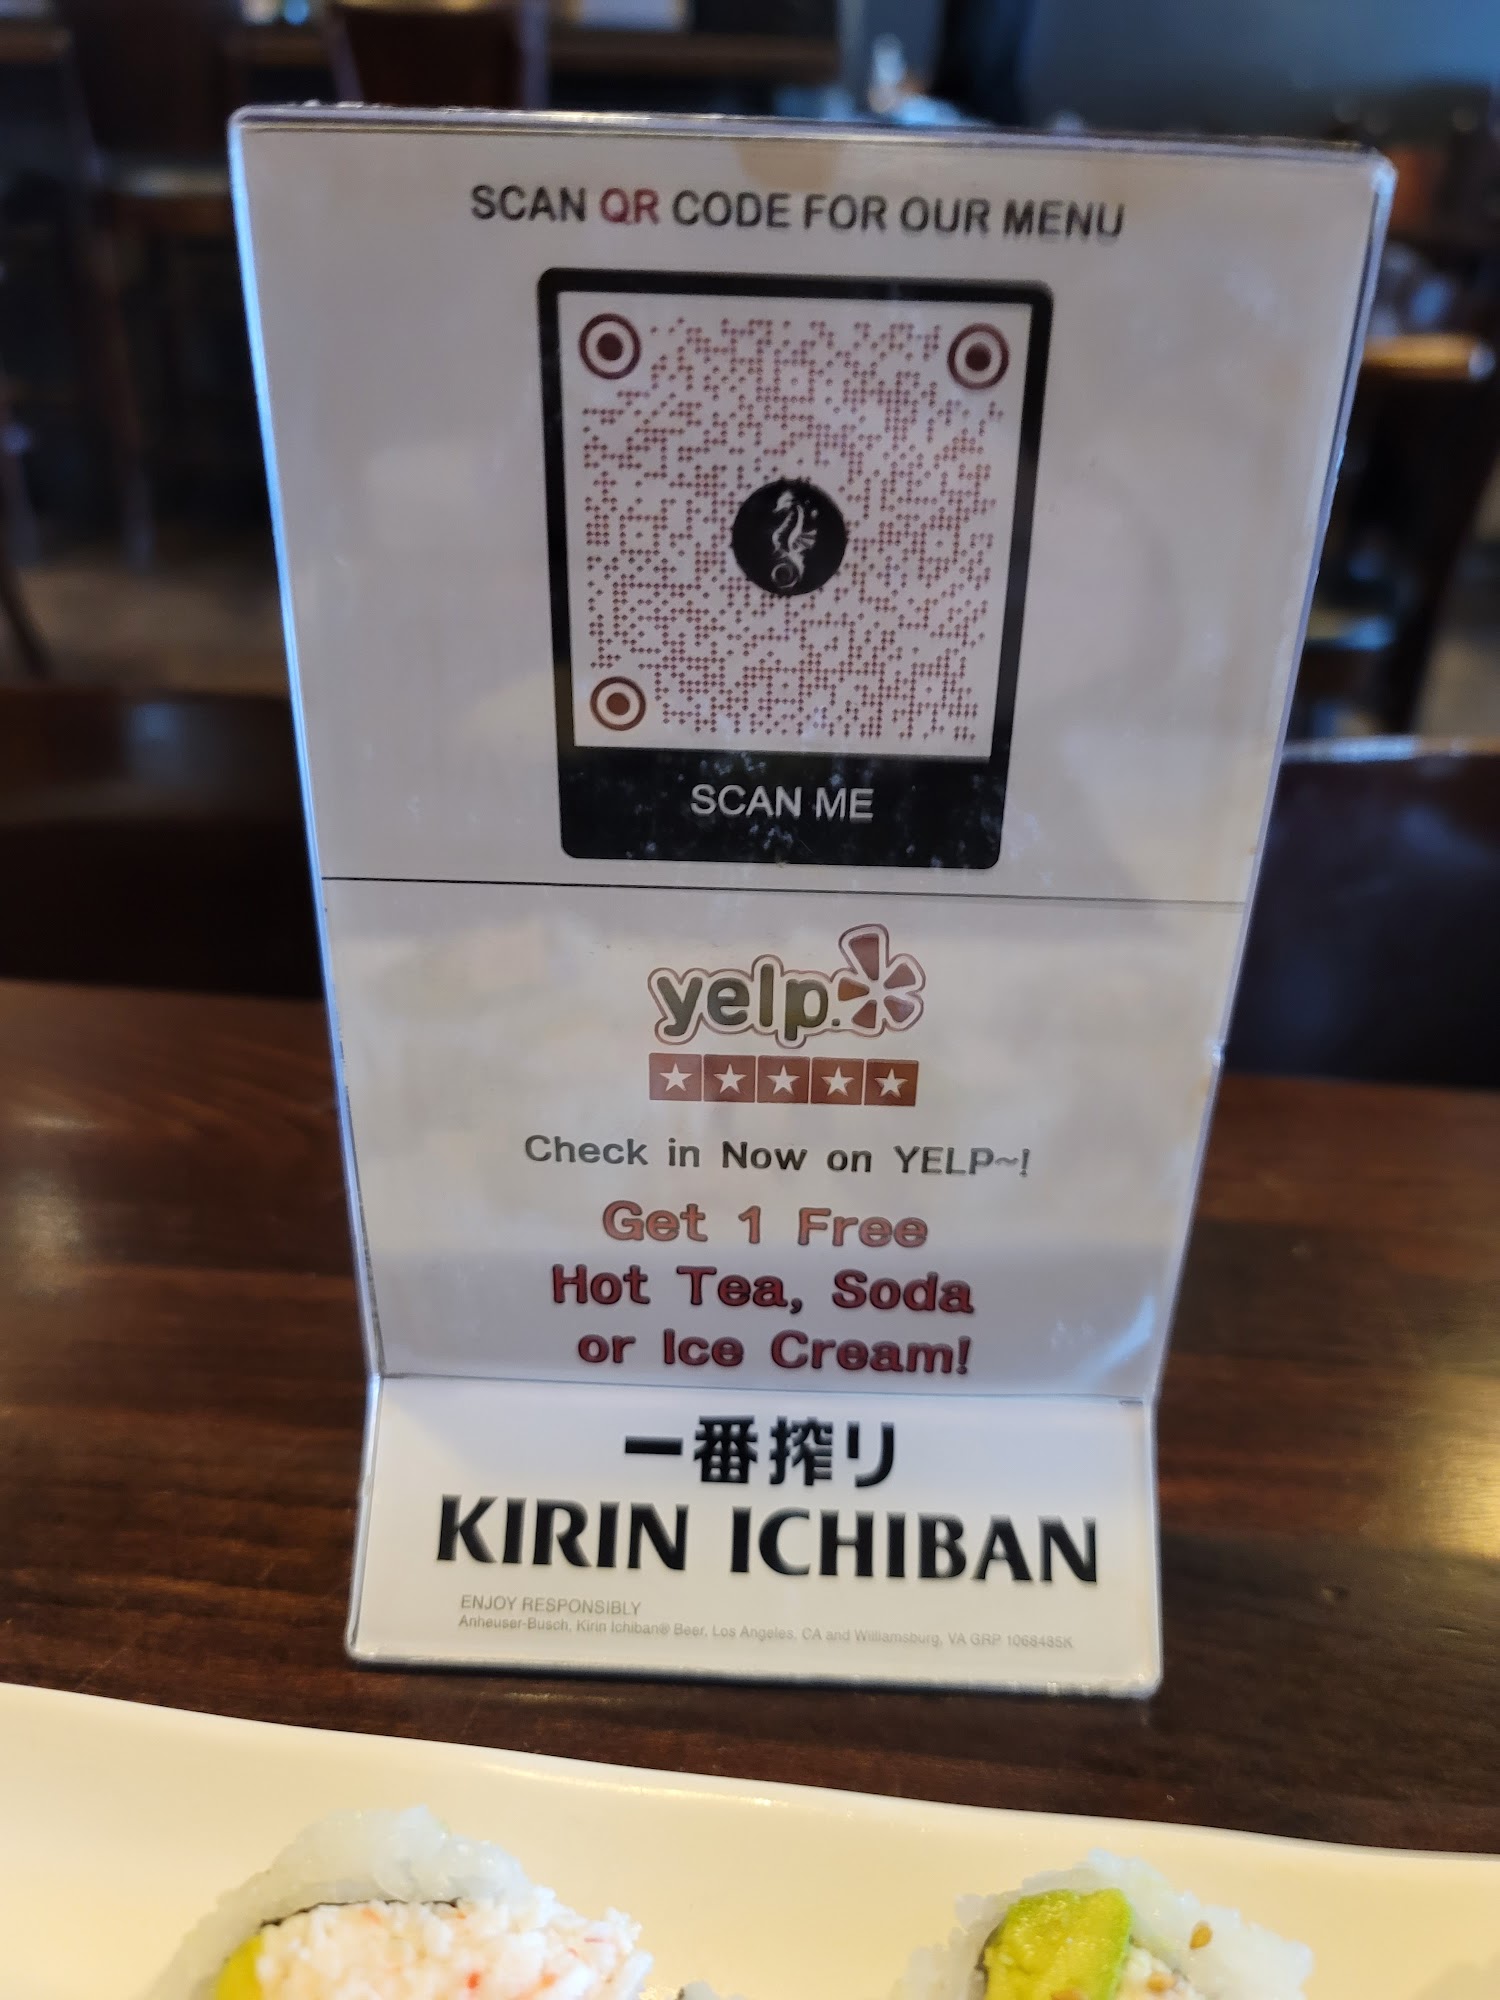 SCAN QR CODE FOR OUR MENU
SCAN ME
yelp
Check in Now on YELP~!
Get 1 Free
Hot Tea, Soda
or Ice Cream!
一番搾り
KIRIN ICHIBAN
ENJOY RESPONSIBLY
Anheuser-Busch, Kirin Ichiban® Beer, Los Angeles, CA and Williamsburg, VA GRP 1068485K